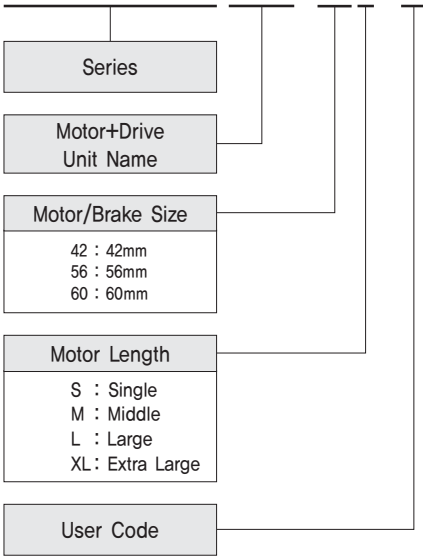 Series
Motor+Drive
Unit Name
Motor/Brake Size
42 : 42mm
56 : 56mm
60 : 60mm
Motor Length
S : Single
M : Middle
L : Large
XL: Extra Large
User Code